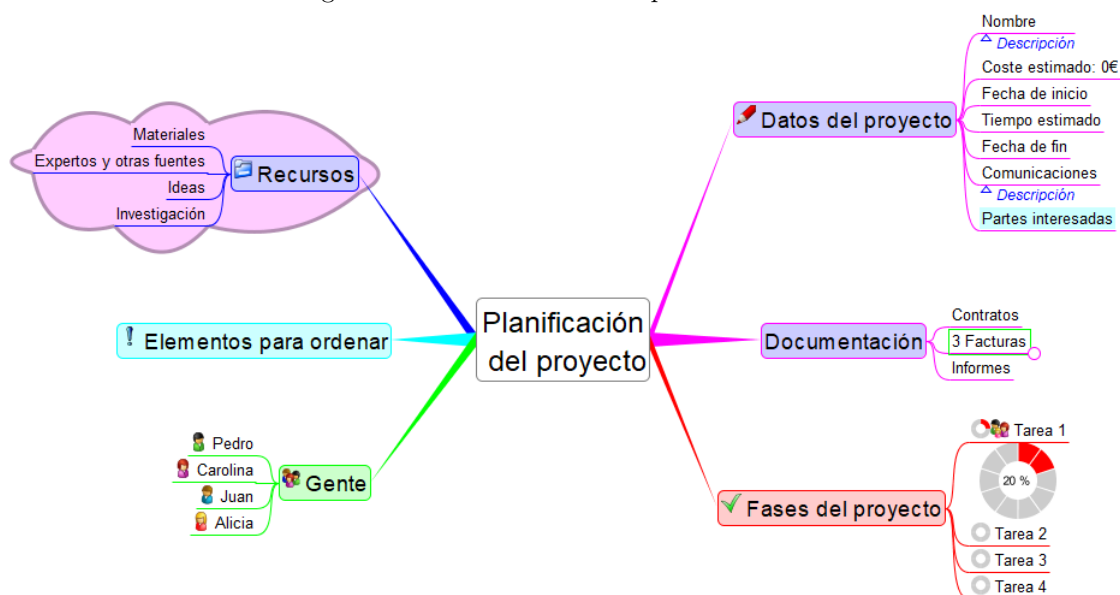 Planificación
del proyecto
Recursos
Materiales
Expertos y otras fuentes
Ideas
Investigación
Elementos para ordenar
Gente
Pedro
Carolina
Juan
Alicia
Datos del proyecto
Nombre
Descripción
Coste estimado: 0€
Fecha de inicio
Tiempo estimado
Fecha de fin
Comunicaciones
Descripción
Partes interesadas
Documentación
Contratos
3 Facturas
Informes
Fases del proyecto
Tarea 1
20 %
Tarea 2
Tarea 3
Tarea 4